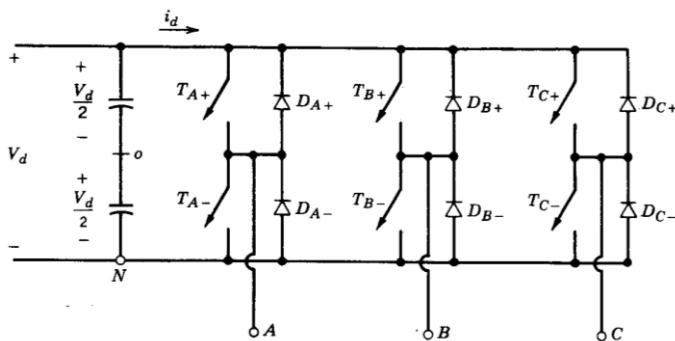 i_d
+
+
V_d
2
−
T_A+
D_A+
T_B+
D_B+
T_C+
D_C+
V_d
o
+
V_d
2
−
T_A−
D_A−
T_B−
D_B−
T_C−
D_C−
−
N
A
B
C